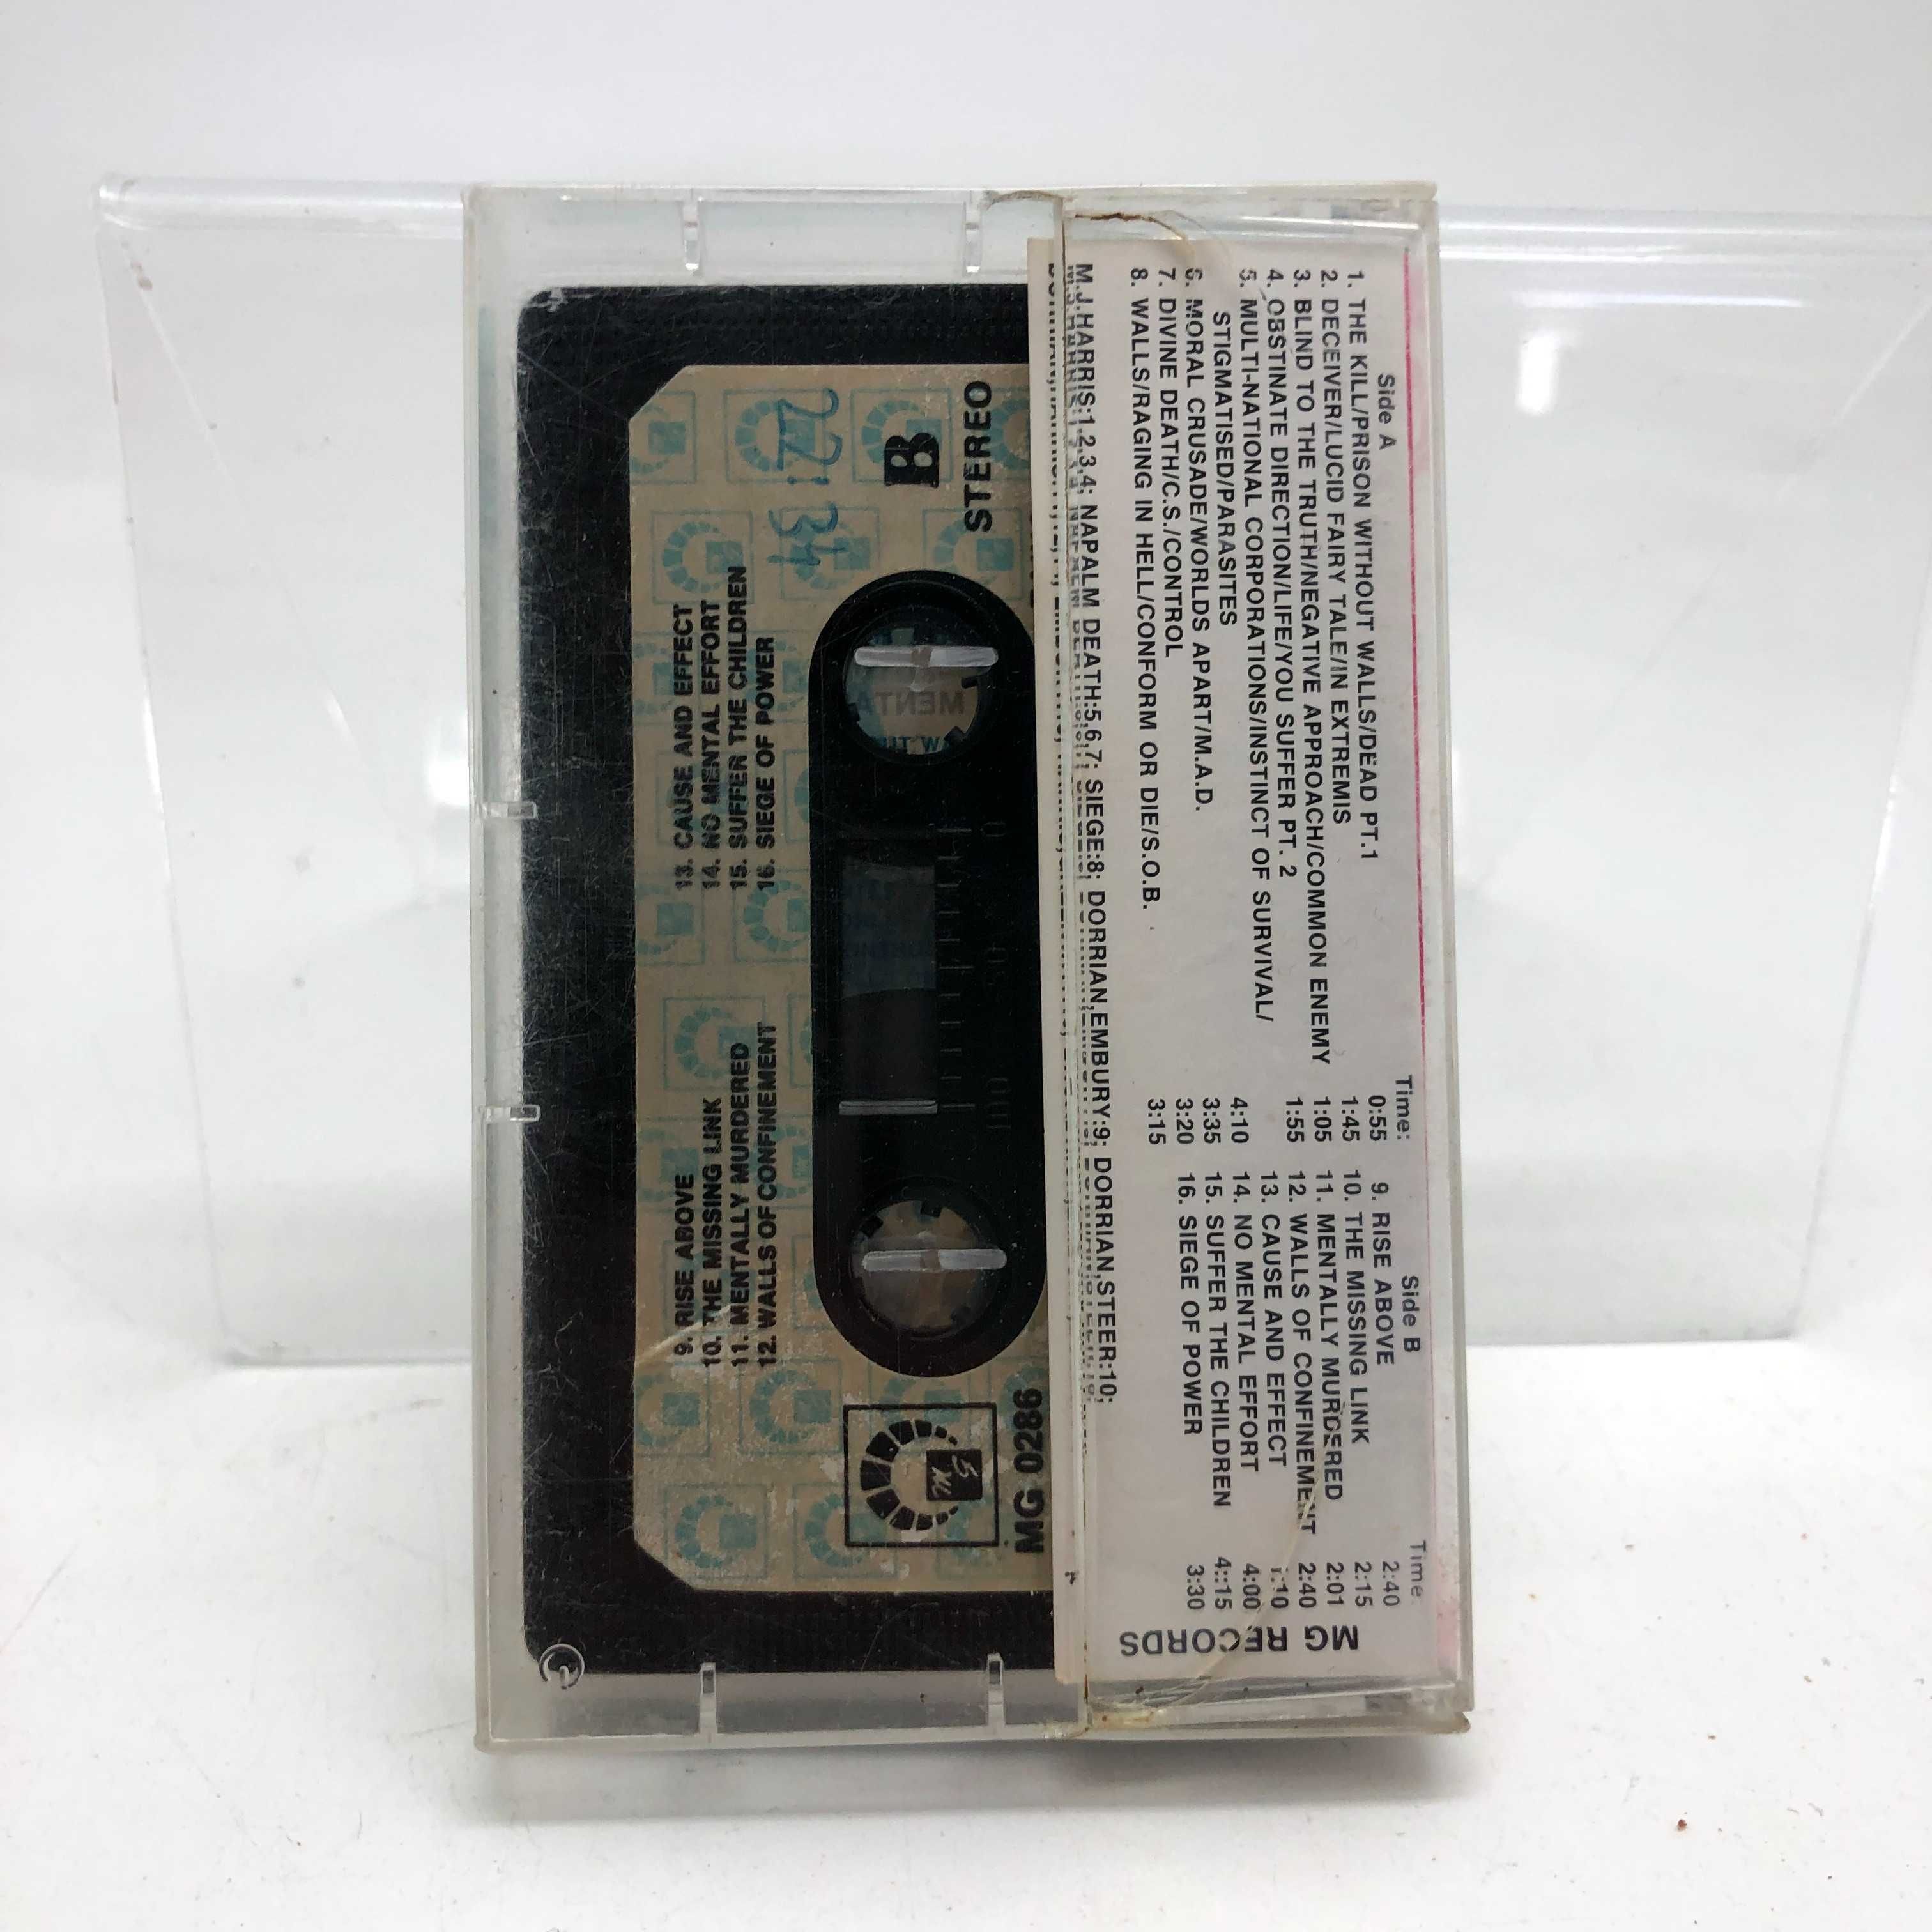 Side A
Time:
1. THE KILL/PRISON WITHOUT WALLS/DEAD PT.1 0:55
2. DECEIVER/LUCID FAIRY TALE/IN EXTREMIS 1:45
3. BLIND TO THE TRUTH/NEGATIVE APPROACH/COMMON ENEMY 1:05
4. OBSTINATE DIRECTION/LIFE/YOU SUFFER PT. 2 1:55
5. MULTI-NATIONAL CORPORATIONS/INSTINCT OF SURVIVAL/
STIGMATISED/PARASITES 4:10
6. MORAL CRUSADE/WORLDS APART/M.A.D. 3:35
7. DIVINE DEATH/C.S./CONTROL 3:20
8. WALLS/RAGING IN HELL/CONFORM OR DIE/S.O.B. 3:15
Side B
Time
9. RISE ABOVE 2:40
10. THE MISSING LINK 2:15
11. MENTALLY MURDERED 2:01
12. WALLS OF CONFINEMENT 2:40
13. CAUSE AND EFFECT 1:10
14. NO MENTAL EFFORT 4:00
15. SUFFER THE CHILDREN 4:15
16. SIEGE OF POWER 3:30
MG RECORDS
M.J.HARRIS:1,2,3,4; NAPALM DEATH:5,6,7; SIEGE:8; DORRIAN,EMBURY:9; DORRIAN,STEER:10;
MG 0286
STEREO
B
22:34
9. RISE ABOVE
10. THE MISSING LINK
11. MENTALLY MURDERED
12. WALLS OF CONFINEMENT
13. CAUSE AND EFFECT
14. NO MENTAL EFFORT
15. SUFFER THE CHILDREN
16. SIEGE OF POWER
0
50
100
MENTA